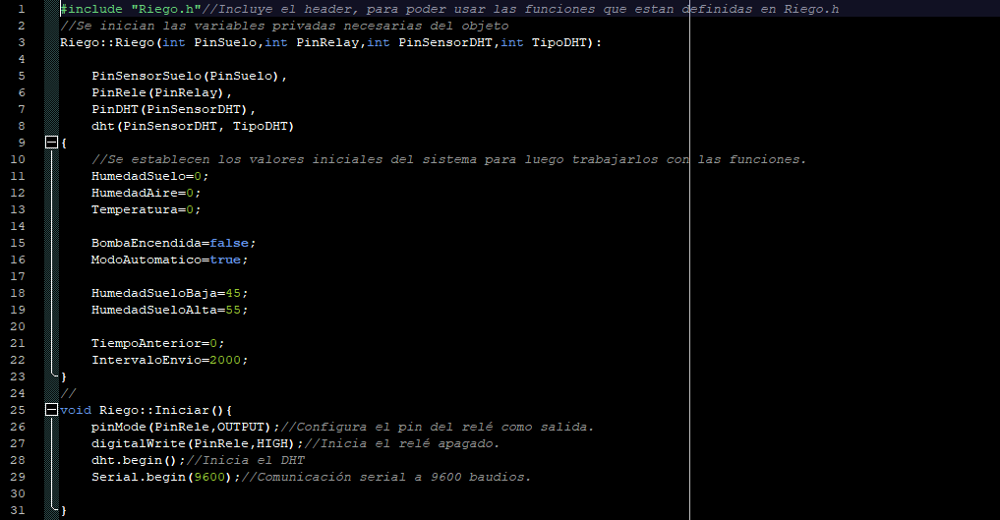 1 #include "Riego.h"//Incluye el header, para poder usar las funciones que estan definidas en Riego.h
2 //Se inician las variables privadas necesarias del objeto
3 Riego::Riego(int PinSuelo,int PinRelay,int PinSensorDHT,int TipoDHT):
4
5     PinSensorSuelo(PinSuelo),
6     PinRele(PinRelay),
7     PinDHT(PinSensorDHT),
8     dht(PinSensorDHT, TipoDHT)
9 {
10     //Se establecen los valores iniciales del sistema para luego trabajarlos con las funciones.
11     HumedadSuelo=0;
12     HumedadAire=0;
13     Temperatura=0;
14
15     BombaEncendida=false;
16     ModoAutomatico=true;
17
18     HumedadSueloBaja=45;
19     HumedadSueloAlta=55;
20
21     TiempoAnterior=0;
22     IntervaloEnvio=2000;
23 }
24 //
25 void Riego::Iniciar(){
26     pinMode(PinRele,OUTPUT);//Configura el pin del relé como salida.
27     digitalWrite(PinRele,HIGH);//Inicia el relé apagado.
28     dht.begin();//Inicia el DHT
29     Serial.begin(9600);//Comunicación serial a 9600 baudios.
30
31 }